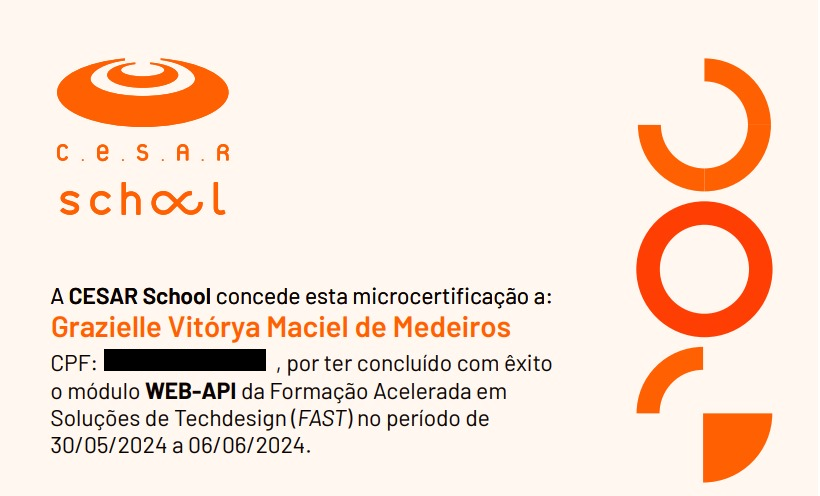 C.e.S.A.R
school
A CESAR School concede esta microcertificação a:
Grazielle Vitórya Maciel de Medeiros
CPF: , por ter concluído com êxito
o módulo WEB-API da Formação Acelerada em
Soluções de Techdesign (FAST) no período de
30/05/2024 a 06/06/2024.